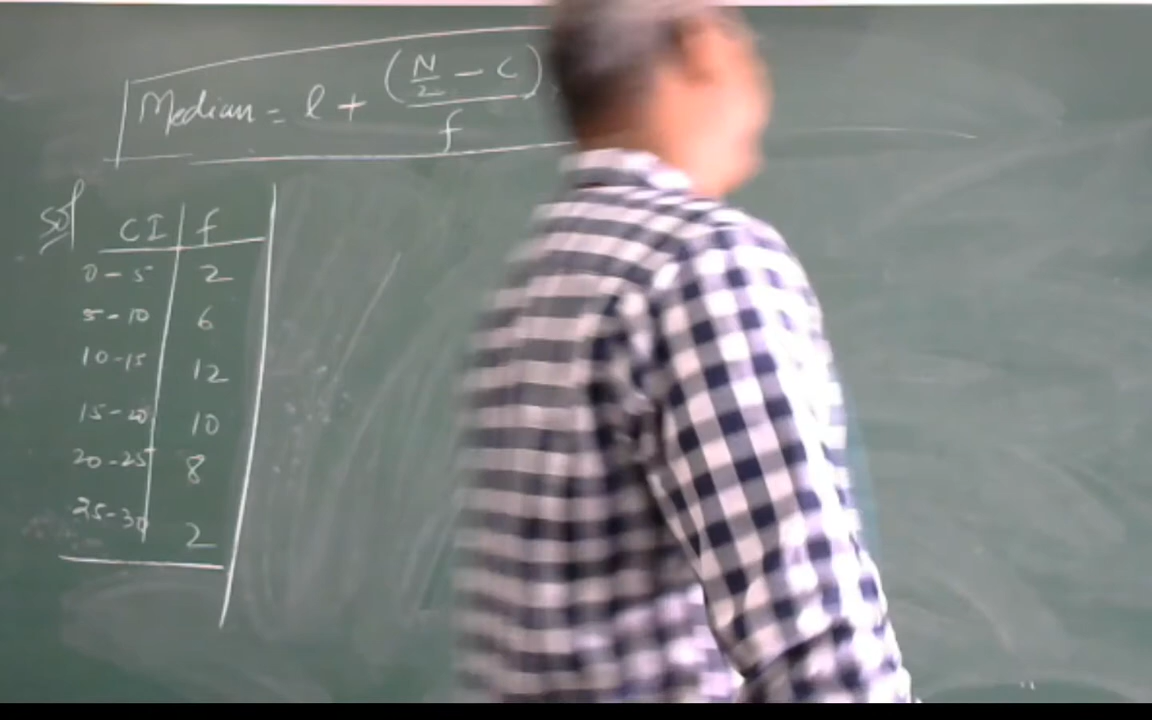 Median = l + (N/2 - C)
f
Sol
CI f
0-5 2
5-10 6
10-15 12
15-20 10
20-25 8
25-30 2